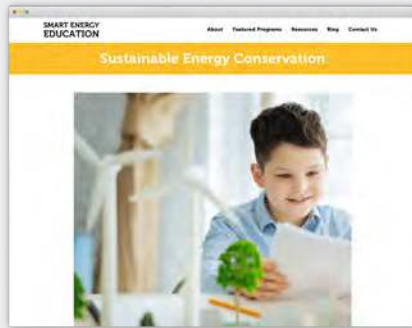 SMART ENERGY
EDUCATION
About Featured Programs Resources Blog Contact Us
Sustainable Energy Conservation